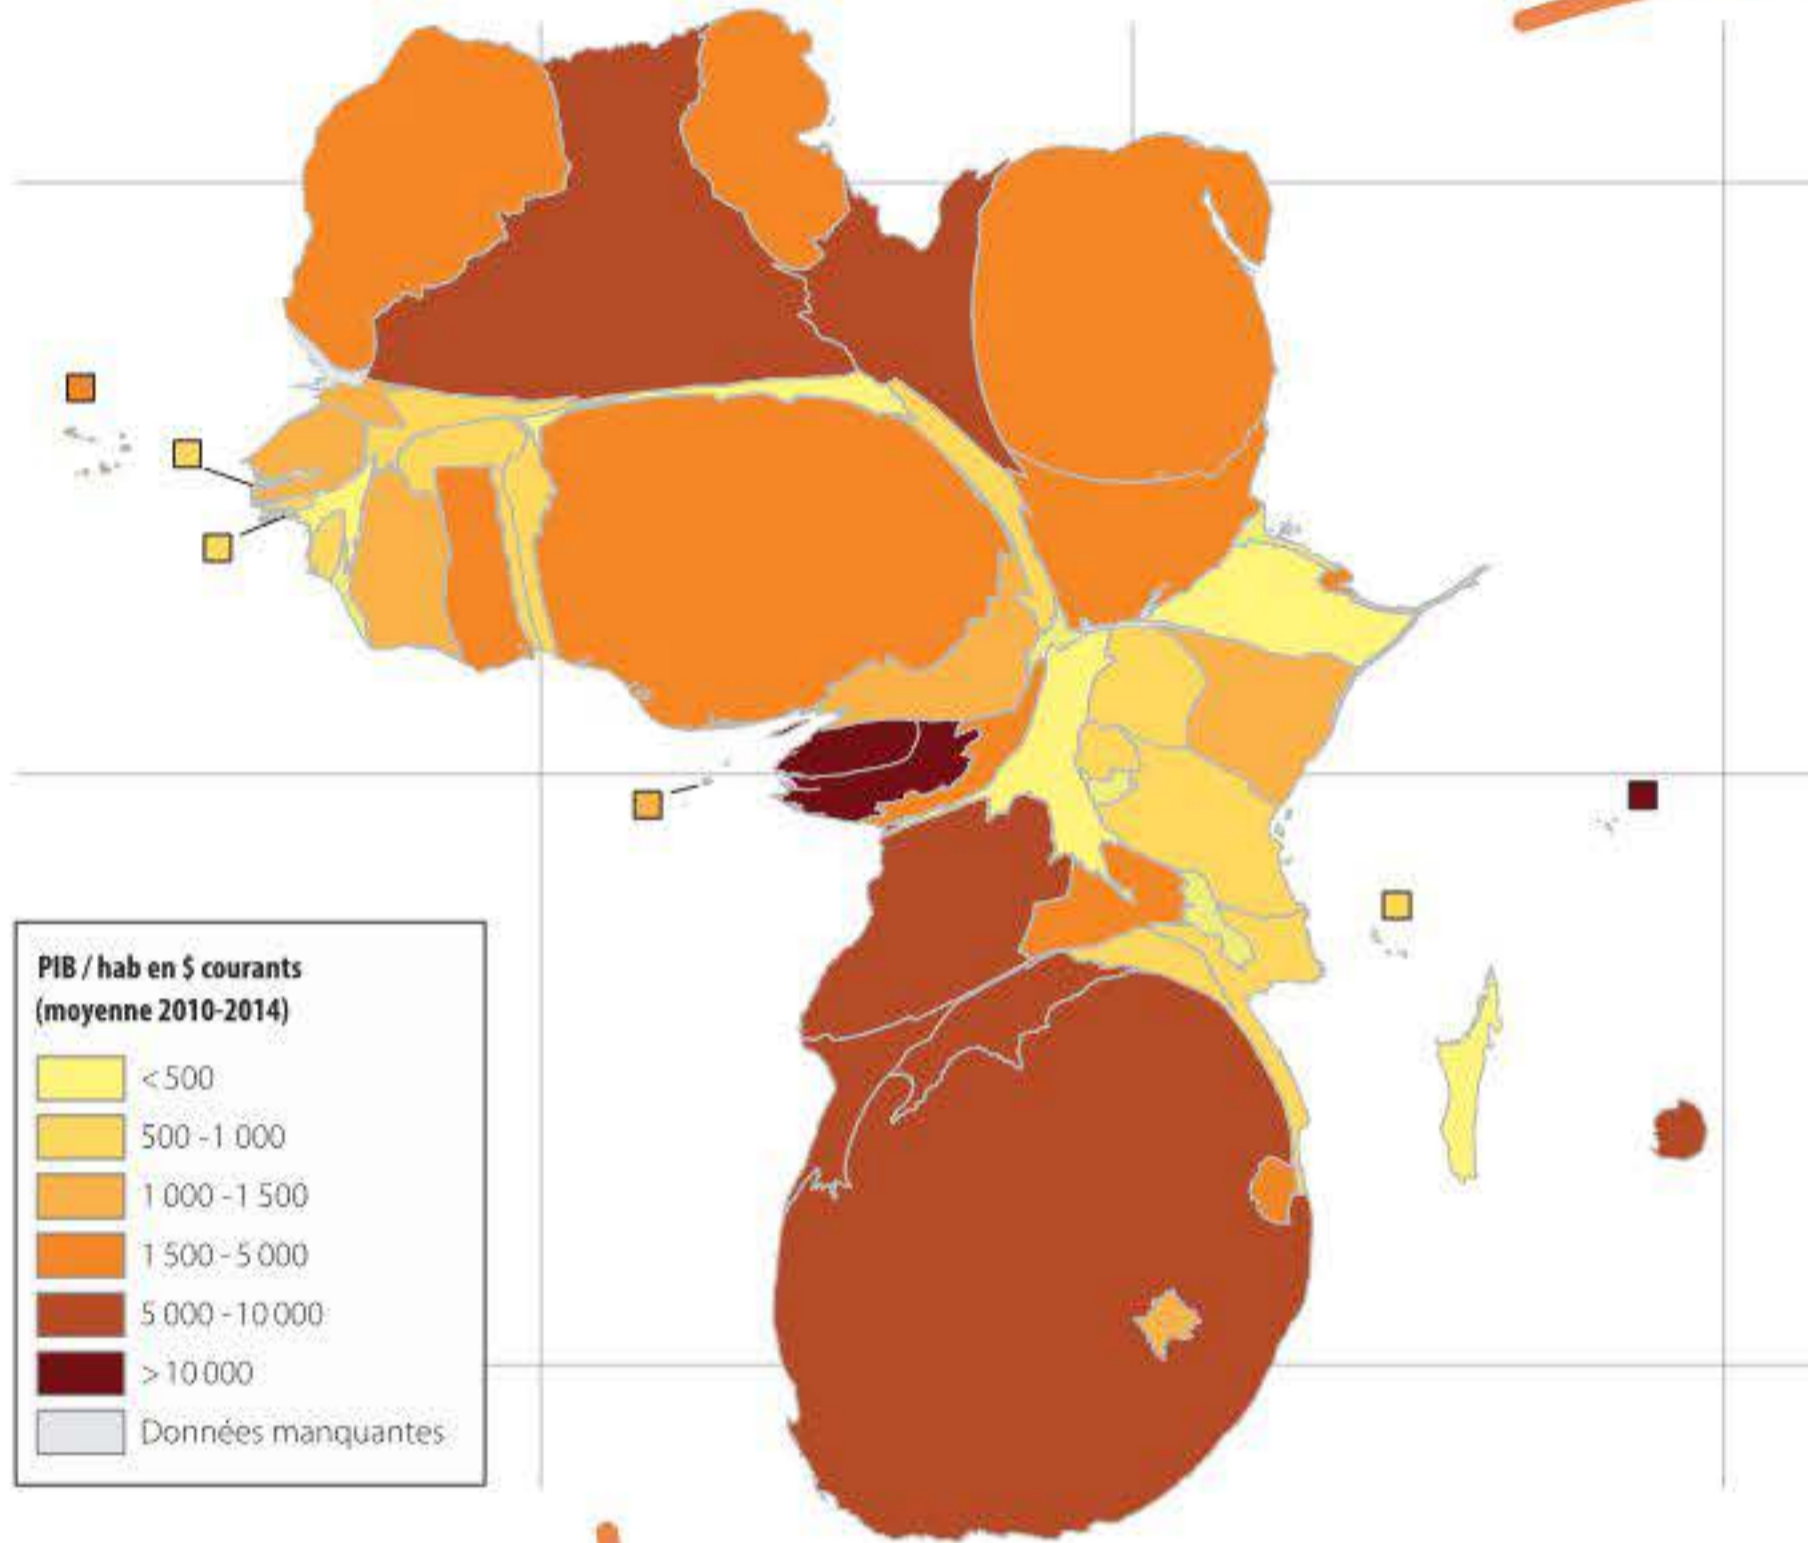 PIB / hab en $ courants
(moyenne 2010-2014)
<500
500 -1 000
1 000 -1 500
1 500 - 5 000
5 000 - 10 000
> 10 000
Données manquantes